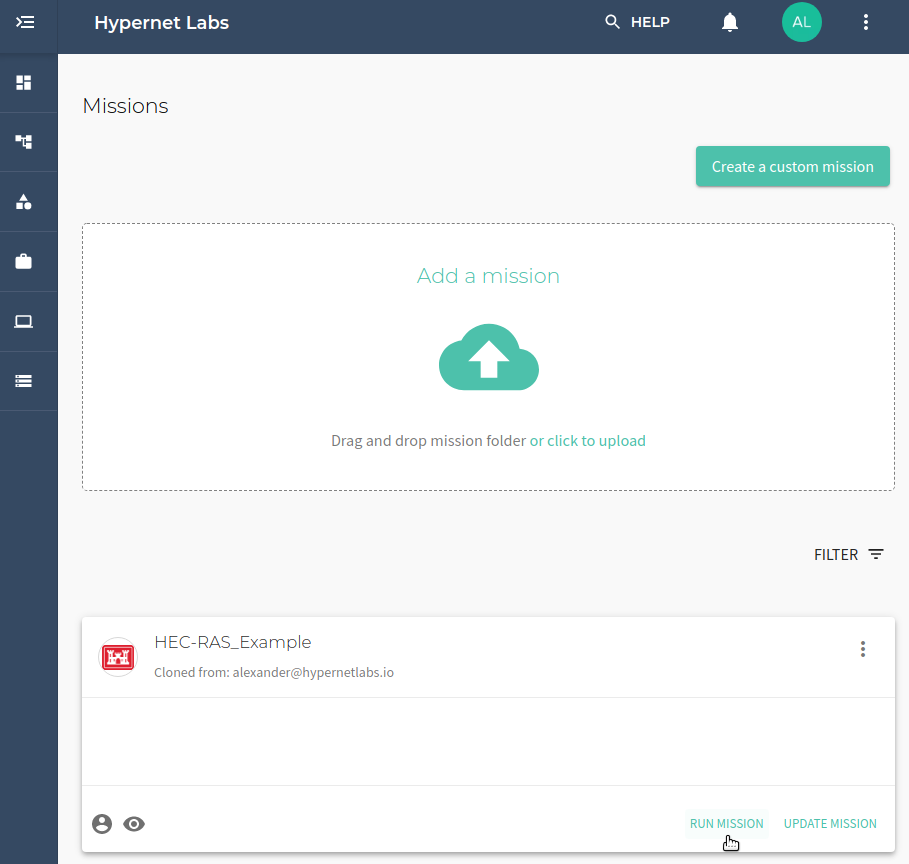 Hypernet Labs
HELP
AL
Missions
Create a custom mission
Add a mission
Drag and drop mission folder or click to upload
FILTER
HEC-RAS_Example
Cloned from: alexander@hypernetlabs.io
RUN MISSION
UPDATE MISSION